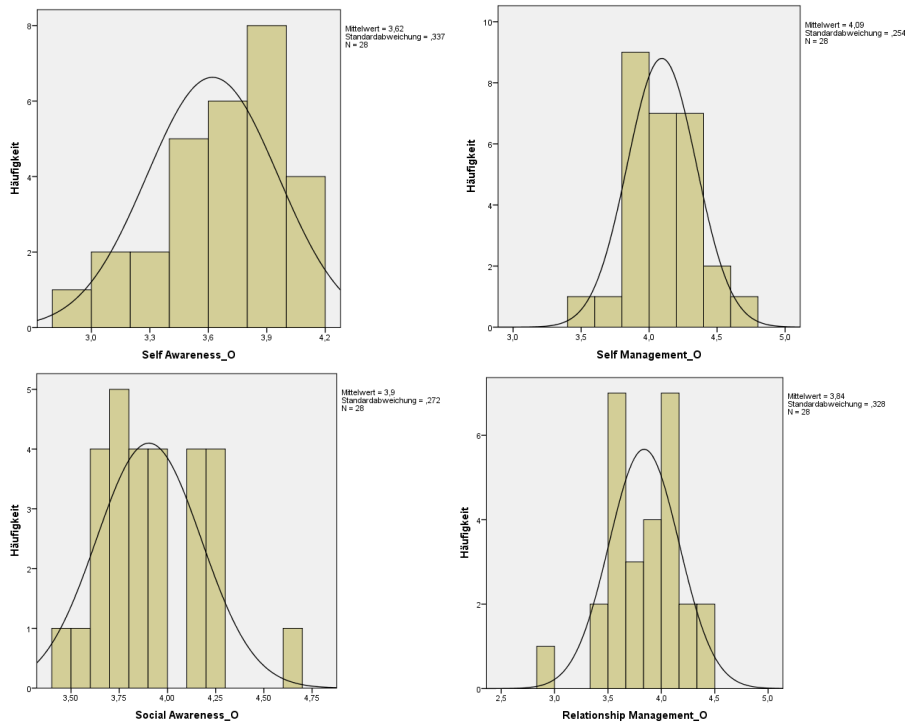 Mittelwert = 3,62
Standardabweichung = ,337
N = 28
Häufigkeit
8
6
4
2
0
3,0 3,3 3,6 3,9 4,2
Self Awareness_O
Mittelwert = 4,09
Standardabweichung = ,254
N = 28
Häufigkeit
10
8
6
4
2
0
3,0 3,5 4,0 4,5 5,0
Self Management_O
Mittelwert = 3,9
Standardabweichung = ,272
N = 28
Häufigkeit
5
4
3
2
1
0
3,50 3,75 4,00 4,25 4,50 4,75
Social Awareness_O
Mittelwert = 3,84
Standardabweichung = ,328
N = 28
Häufigkeit
6
4
2
0
2,5 3,0 3,5 4,0 4,5 5,0
Relationship Management_O